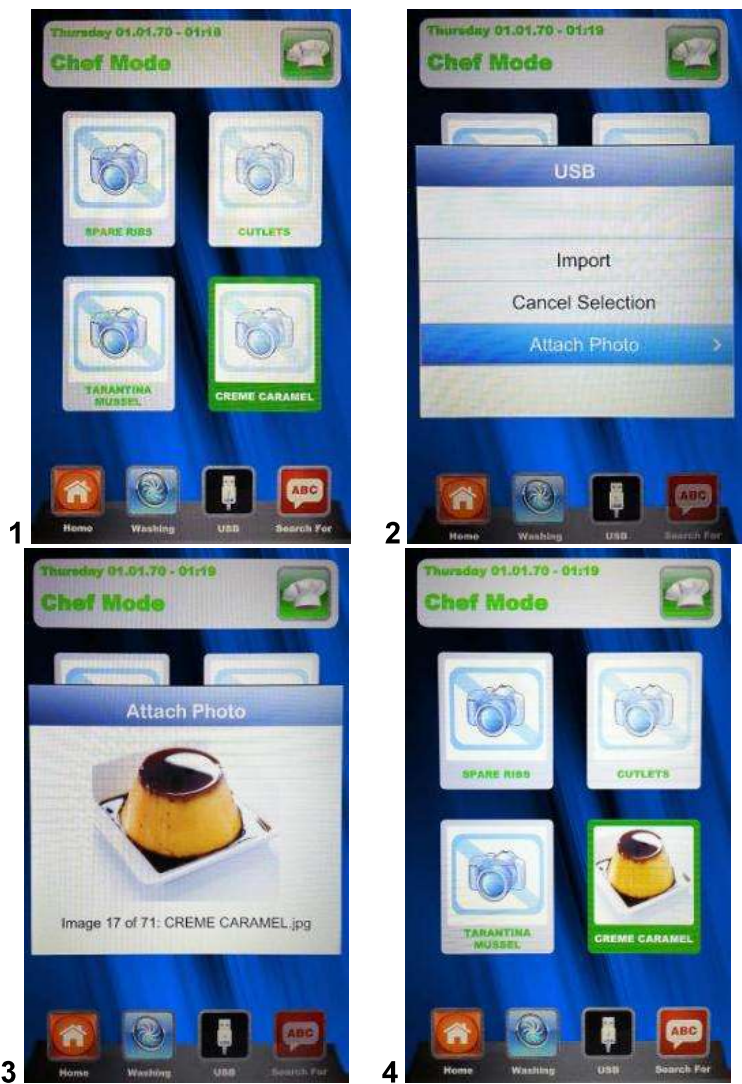 Thursday 01.01.70 - 01:18
Chef Mode
SPARE RIBS
CUTLETS
TARANTINA
MUSSEL
CREME CARAMEL
Home
Washing
USB
ABC
Search For
1
Thursday 01.01.70 - 01:19
Chef Mode
USB
Import
Cancel Selection
Attach Photo >
Home
Washing
USB
ABC
Search For
2
Thursday 01.01.70 - 01:19
Chef Mode
Attach Photo
Image 17 of 71: CREME CARAMEL.jpg
Home
Washing
USB
ABC
Search For
3
Thursday 01.01.70 - 01:19
Chef Mode
SPARE RIBS
CUTLETS
TARANTINA
MUSSEL
CREME CARAMEL
Home
Washing
USB
ABC
Search For
4